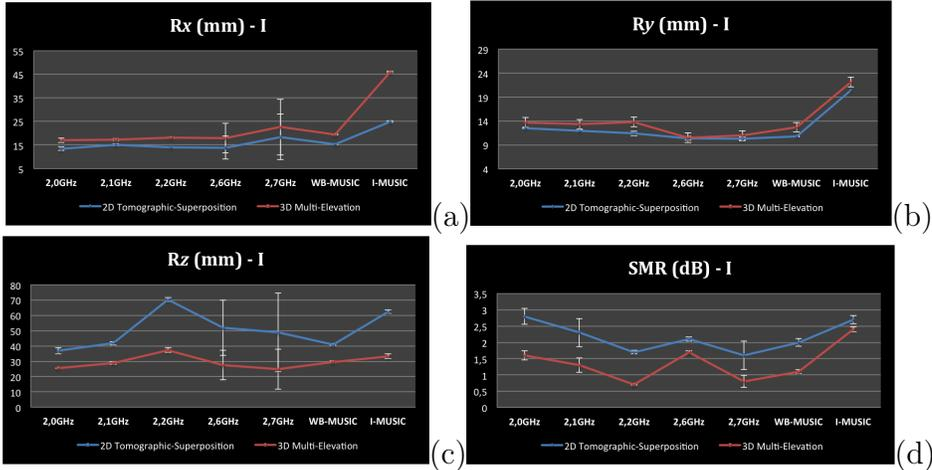 Rx (mm) - I
55
45
35
25
15
5
2,0GHz 2,1GHz 2,2GHz 2,6GHz 2,7GHz WB-MUSIC I-MUSIC
2D Tomographic-Superposition 3D Multi-Elevation
(a)
Ry (mm) - I
29
24
19
14
9
4
2,0GHz 2,1GHz 2,2GHz 2,6GHz 2,7GHz WB-MUSIC I-MUSIC
2D Tomographic-Superposition 3D Multi-Elevation
(b)
Rz (mm) - I
80
70
60
50
40
30
20
10
0
2,0GHz 2,1GHz 2,2GHz 2,6GHz 2,7GHz WB-MUSIC I-MUSIC
2D Tomographic-Superposition 3D Multi-Elevation
(c)
SMR (dB) - I
3,5
3
2,5
2
1,5
1
0,5
0
2,0GHz 2,1GHz 2,2GHz 2,6GHz 2,7GHz WB-MUSIC I-MUSIC
2D Tomographic-Superposition 3D Multi-Elevation
(d)